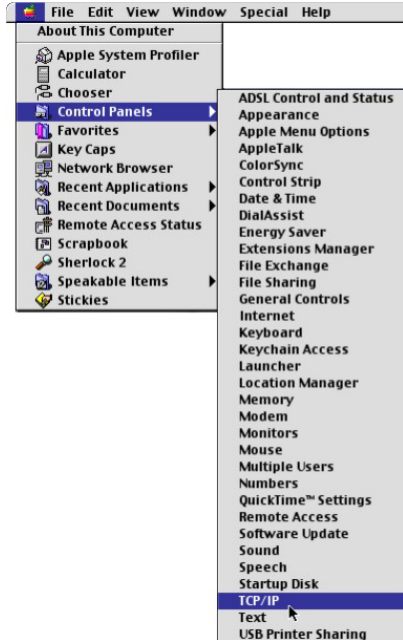 File Edit View Window Special Help
About This Computer
Apple System Profiler
Calculator
Chooser
Control Panels
Favorites
Key Caps
Network Browser
Recent Applications
Recent Documents
Remote Access Status
Scrapbook
Sherlock 2
Speakable Items
Stickies
ADSL Control and Status
Appearance
Apple Menu Options
AppleTalk
ColorSync
Control Strip
Date & Time
DialAssist
Energy Saver
Extensions Manager
File Exchange
File Sharing
General Controls
Internet
Keyboard
Keychain Access
Launcher
Location Manager
Memory
Modem
Monitors
Mouse
Multiple Users
Numbers
QuickTime™ Settings
Remote Access
Software Update
Sound
Speech
Startup Disk
TCP/IP
Text
USB Printer Sharing